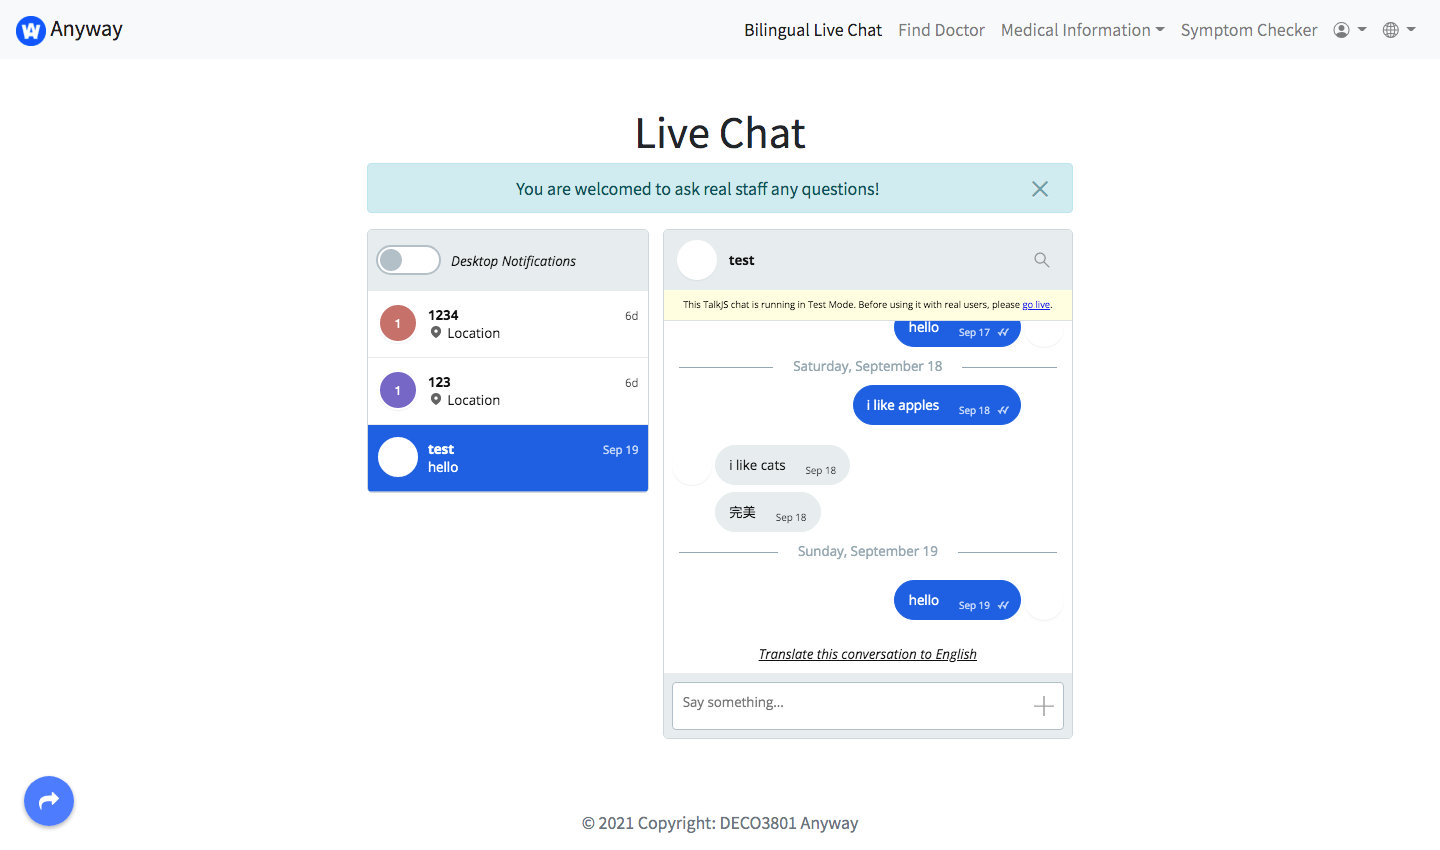 Anyway
Bilingual Live Chat Find Doctor Medical Information Symptom Checker
Live Chat
You are welcomed to ask real staff any questions!
Desktop Notifications
1
1234
6d
Location
1
123
6d
Location
test
Sep 19
hello
test
This TalkJS chat is running in Test Mode. Before using it with real users, please go live.
hello Sep 17
Saturday, September 18
i like apples Sep 18
i like cats Sep 18
完美 Sep 18
Sunday, September 19
hello Sep 19
Translate this conversation to English
Say something...
© 2021 Copyright: DECO3801 Anyway